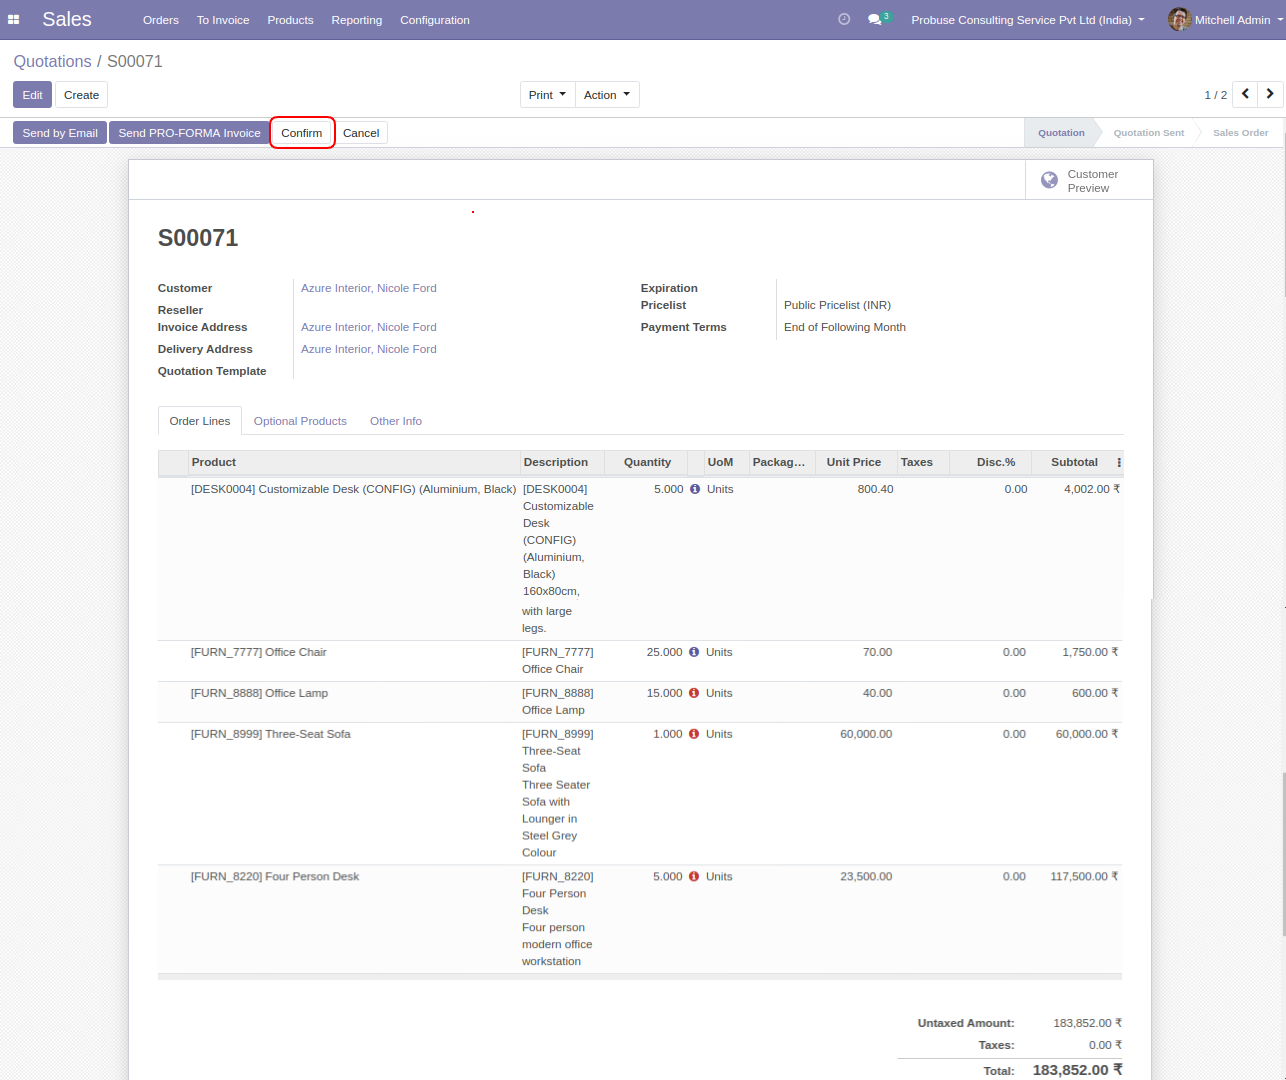 Sales Orders To Invoice Products Reporting Configuration 3 Probuse Consulting Service Pvt Ltd (India) Mitchell Admin
Quotations / S00071
Edit Create Print Action 1 / 2
Send by Email Send PRO-FORMA Invoice Confirm Cancel Quotation Quotation Sent Sales Order
Customer
Preview
S00071
Customer Azure Interior, Nicole Ford Expiration
Reseller Pricelist Public Pricelist (INR)
Invoice Address Azure Interior, Nicole Ford Payment Terms End of Following Month
Delivery Address Azure Interior, Nicole Ford
Quotation Template
Order Lines Optional Products Other Info
Product Description Quantity UoM Packag... Unit Price Taxes Disc.% Subtotal
[DESK0004] Customizable Desk (CONFIG) (Aluminium, Black) [DESK0004] 5.000 Units 800.40 0.00 4,002.00 ₹
Customizable
Desk
(CONFIG)
(Aluminium,
Black)
160x80cm,
with large
legs.
[FURN_7777] Office Chair [FURN_7777] 25.000 Units 70.00 0.00 1,750.00 ₹
Office Chair
[FURN_8888] Office Lamp [FURN_8888] 15.000 Units 40.00 0.00 600.00 ₹
Office Lamp
[FURN_8999] Three-Seat Sofa [FURN_8999] 1.000 Units 60,000.00 0.00 60,000.00 ₹
Three-Seat
Sofa
Three Seater
Sofa with
Lounger in
Steel Grey
Colour
[FURN_8220] Four Person Desk [FURN_8220] 5.000 Units 23,500.00 0.00 117,500.00 ₹
Four Person
Desk
Four person
modern office
workstation
Untaxed Amount: 183,852.00 ₹
Taxes: 0.00 ₹
Total: 183,852.00 ₹